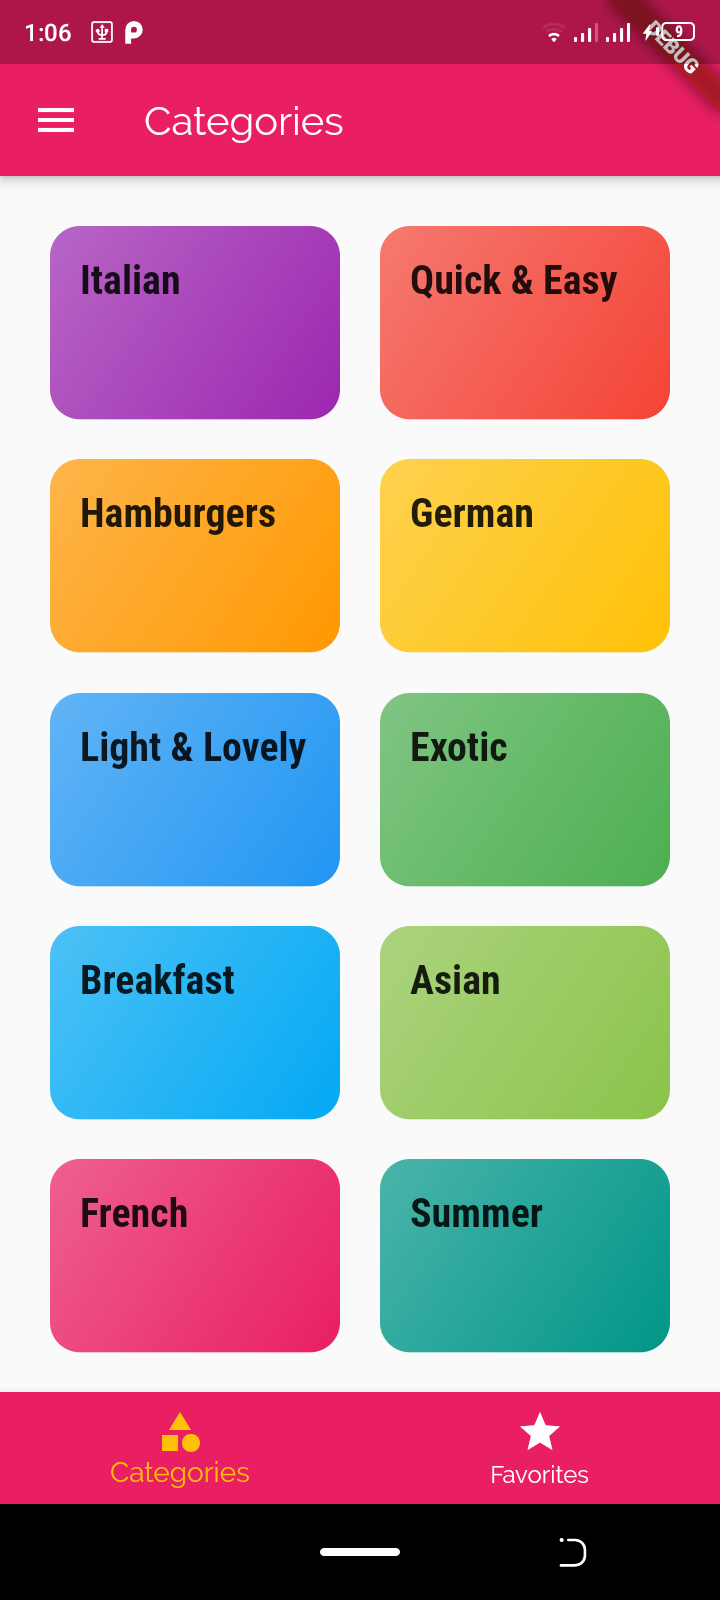 1:06
9
DEBUG
Categories
Italian
Quick & Easy
Hamburgers
German
Light & Lovely
Exotic
Breakfast
Asian
French
Summer
Categories
Favorites